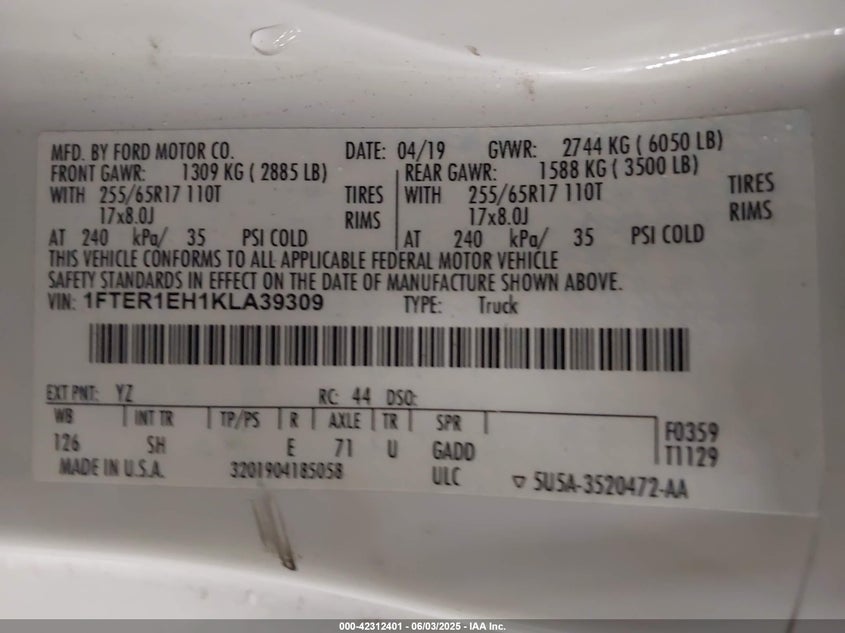 MFD. BY FORD MOTOR CO. DATE: 04/19 GVWR: 2744 KG ( 6050 LB)
FRONT GAWR: 1309 KG ( 2885 LB) REAR GAWR: 1588 KG ( 3500 LB)
WITH 255/65R17 110T TIRES WITH 255/65R17 110T TIRES
17x8.0J RIMS 17x8.0J RIMS
AT 240 kPa/ 35 PSI COLD AT 240 kPa/ 35 PSI COLD
THIS VEHICLE CONFORMS TO ALL APPLICABLE FEDERAL MOTOR VEHICLE
SAFETY STANDARDS IN EFFECT ON THE DATE OF MANUFACTURE SHOWN ABOVE.
VIN: 1FTER1EH1KLA39309 TYPE: Truck
EXT PNT: YZ RC: 44 DSO:
WB INT TR TP/PS R AXLE TR SPR F0359
126 SH E 71 U GADD T1129
MADE IN U.S.A. 3201904185058 ULC ▽ 5U5A-3520472-AA
000-42312401 - 06/03/2025 - IAA Inc.